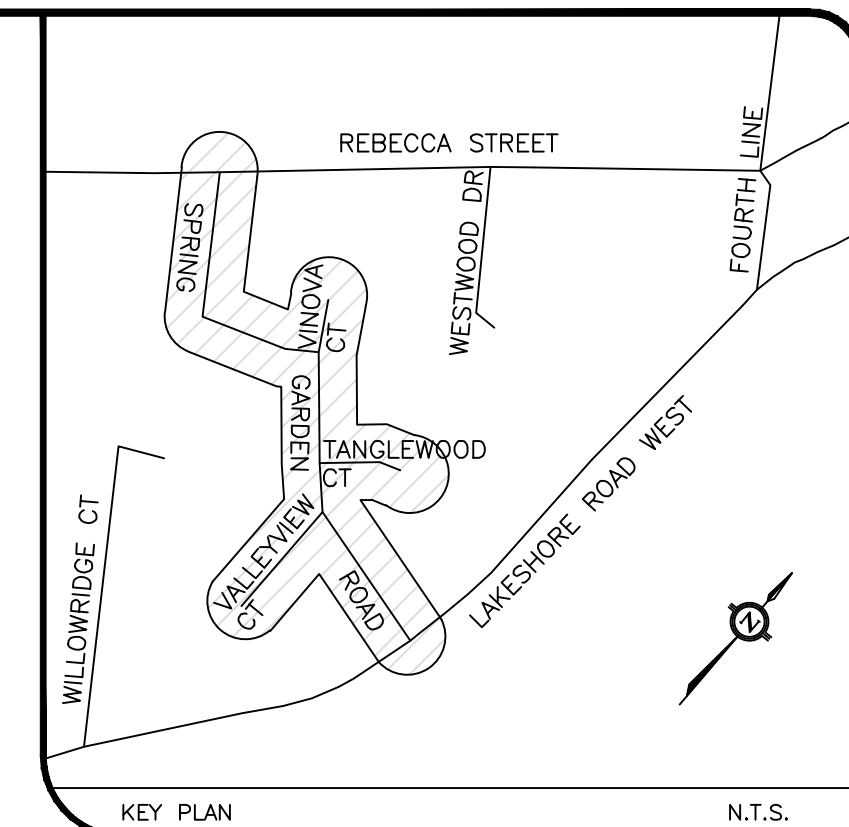 REBECCA STREET
FOURTH LINE
WESTWOOD DR
SPRING
VINOVA
CT
GARDEN
TANGLEWOOD
CT
VALLEYVIEW
CT
ROAD
LAKESHORE ROAD WEST
WILLOWRIDGE CT
N
KEY PLAN
N.T.S.